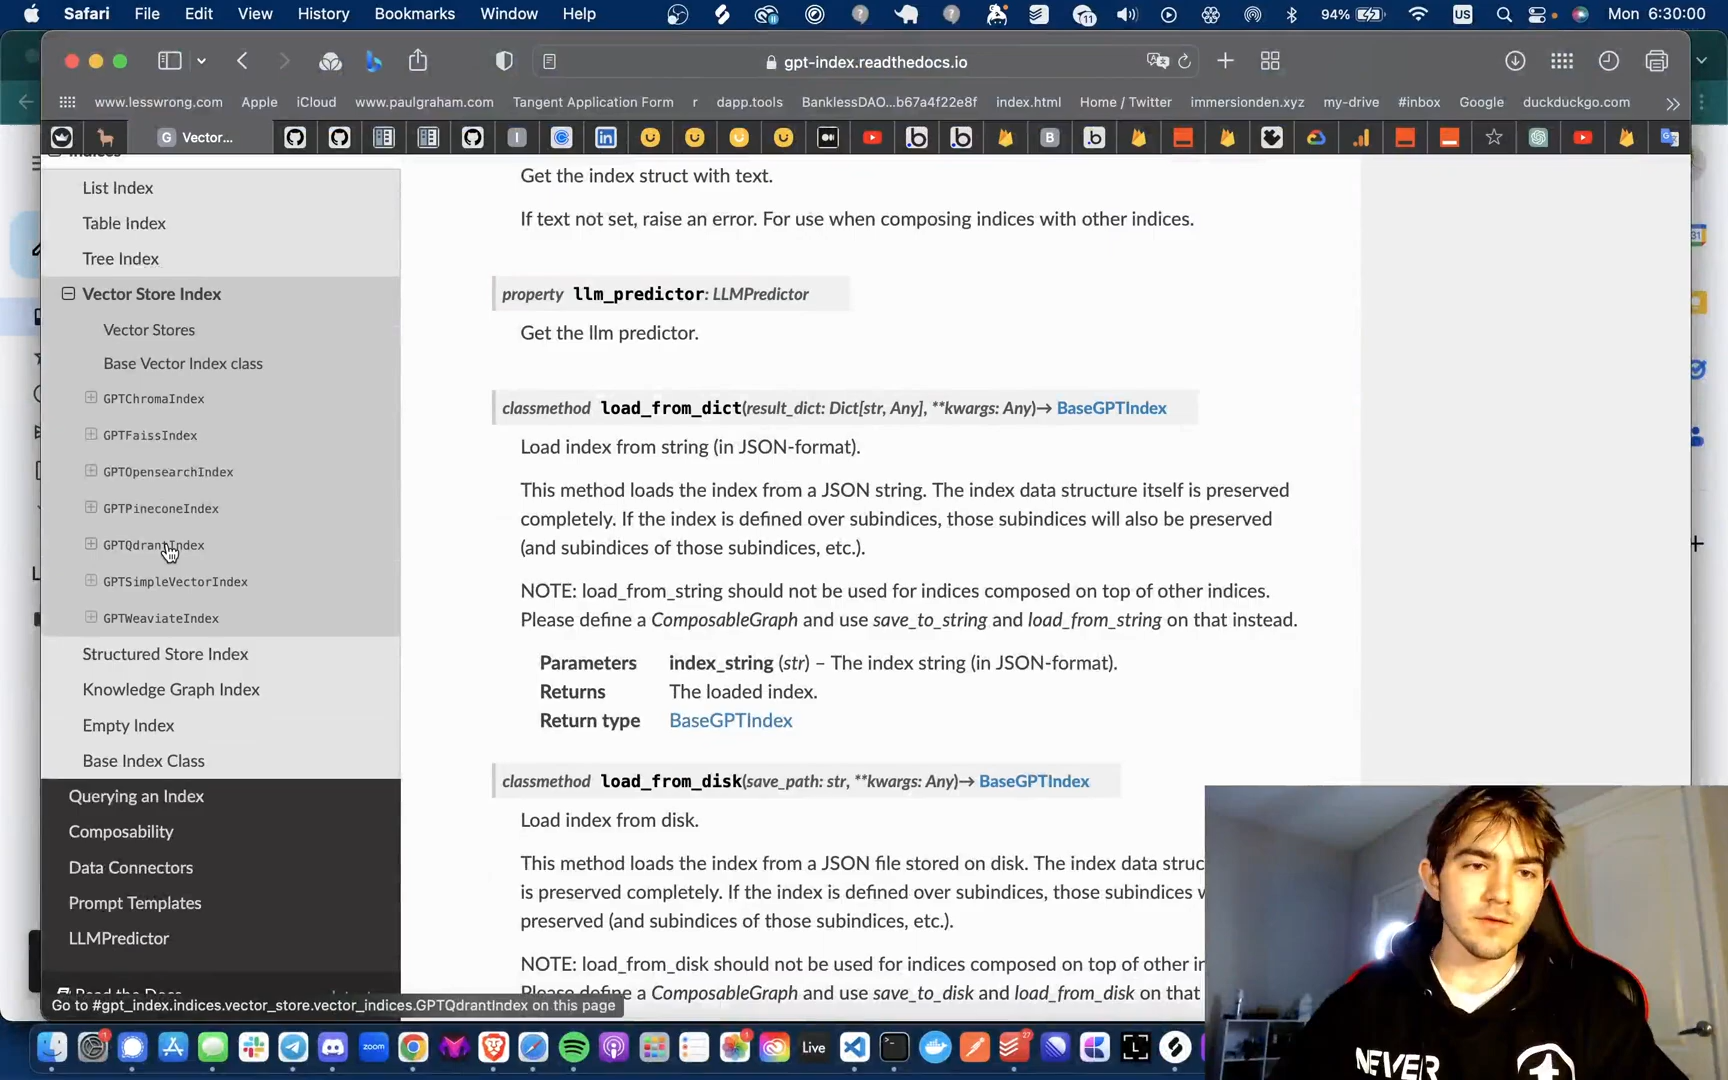 Safari File Edit View History Bookmarks Window Help 11 94% US Mon 6:30:00
gpt-index.readthedocs.io
www.lesswrong.com Apple iCloud www.paulgraham.com Tangent Application Form r dapp.tools BanklessDAO...b67a4f22e8f index.html Home / Twitter immersionden.xyz my-drive #inbox Google duckduckgo.com
G Vector...
List Index
Table Index
Tree Index
Vector Store Index
Vector Stores
Base Vector Index class
GPTChromaIndex
GPTFaissIndex
GPTOpensearchIndex
GPTPineconeIndex
GPTQdrantIndex
GPTSimpleVectorIndex
GPTWeaviateIndex
Structured Store Index
Knowledge Graph Index
Empty Index
Base Index Class
Querying an Index
Composability
Data Connectors
Prompt Templates
LLMPredictor
Read the Docs
Go to #gpt_index.indices.vector_store.vector_indices.GPTQdrantIndex on this page
Get the index struct with text.
If text not set, raise an error. For use when composing indices with other indices.
property llm_predictor: LLMPredictor
Get the llm predictor.
classmethod load_from_dict(result_dict: Dict[str, Any], **kwargs: Any)→ BaseGPTIndex
Load index from string (in JSON-format).
This method loads the index from a JSON string. The index data structure itself is preserved
completely. If the index is defined over subindices, those subindices will also be preserved
(and subindices of those subindices, etc.).
NOTE: load_from_string should not be used for indices composed on top of other indices.
Please define a ComposableGraph and use save_to_string and load_from_string on that instead.
Parameters index_string (str) – The index string (in JSON-format).
Returns The loaded index.
Return type BaseGPTIndex
classmethod load_from_disk(save_path: str, **kwargs: Any)→ BaseGPTIndex
Load index from disk.
This method loads the index from a JSON file stored on disk. The index data struc
is preserved completely. If the index is defined over subindices, those subindices w
preserved (and subindices of those subindices, etc.).
NOTE: load_from_disk should not be used for indices composed on top of other in
Please define a ComposableGraph and use save_to_disk and load_from_disk on that
zoom Live 27
NEVER